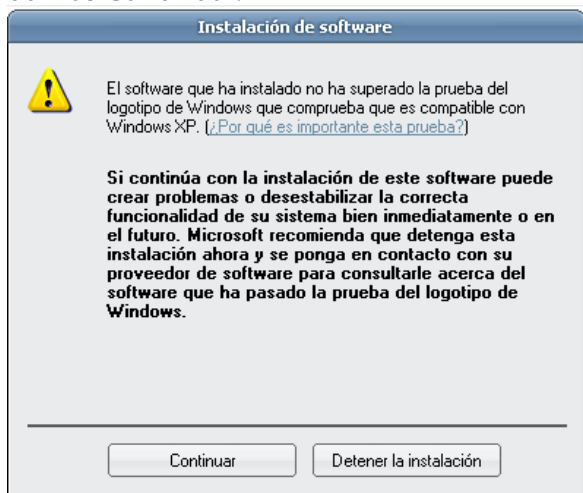 Instalación de software
El software que ha instalado no ha superado la prueba del
logotipo de Windows que comprueba que es compatible con
Windows XP. (¿Por qué es importante esta prueba?)
Si continúa con la instalación de este software puede
crear problemas o desestabilizar la correcta
funcionalidad de su sistema bien inmediatamente o en
el futuro. Microsoft recomienda que detenga esta
instalación ahora y se ponga en contacto con su
proveedor de software para consultarle acerca del
software que ha pasado la prueba del logotipo de
Windows.
Continuar
Detener la instalación